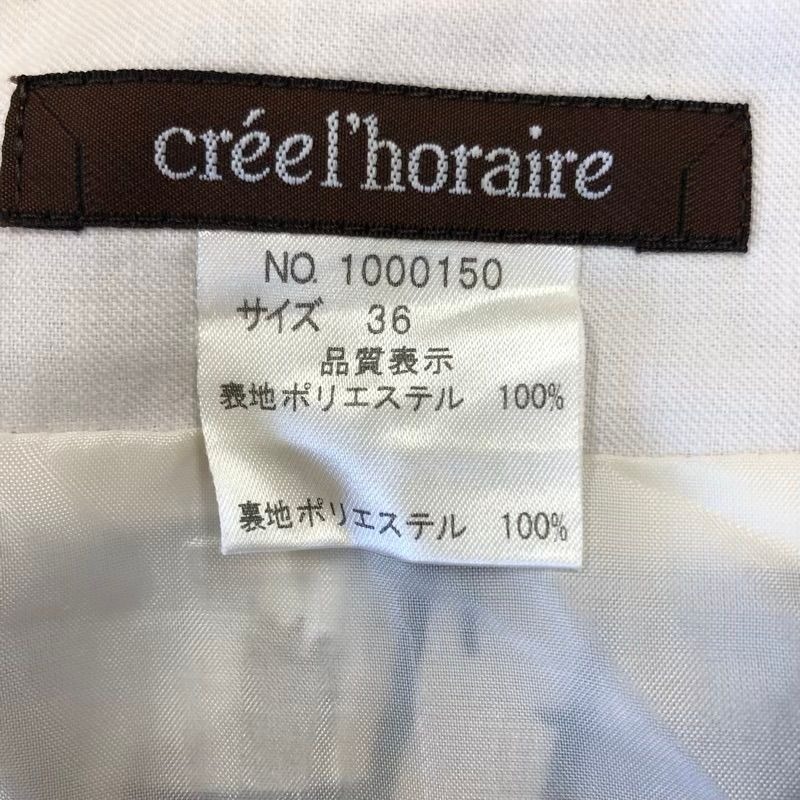 créel'horaire
NO. 1000150
サイズ 36
品質表示
表地ポリエステル 100%
裏地ポリエステル 100%